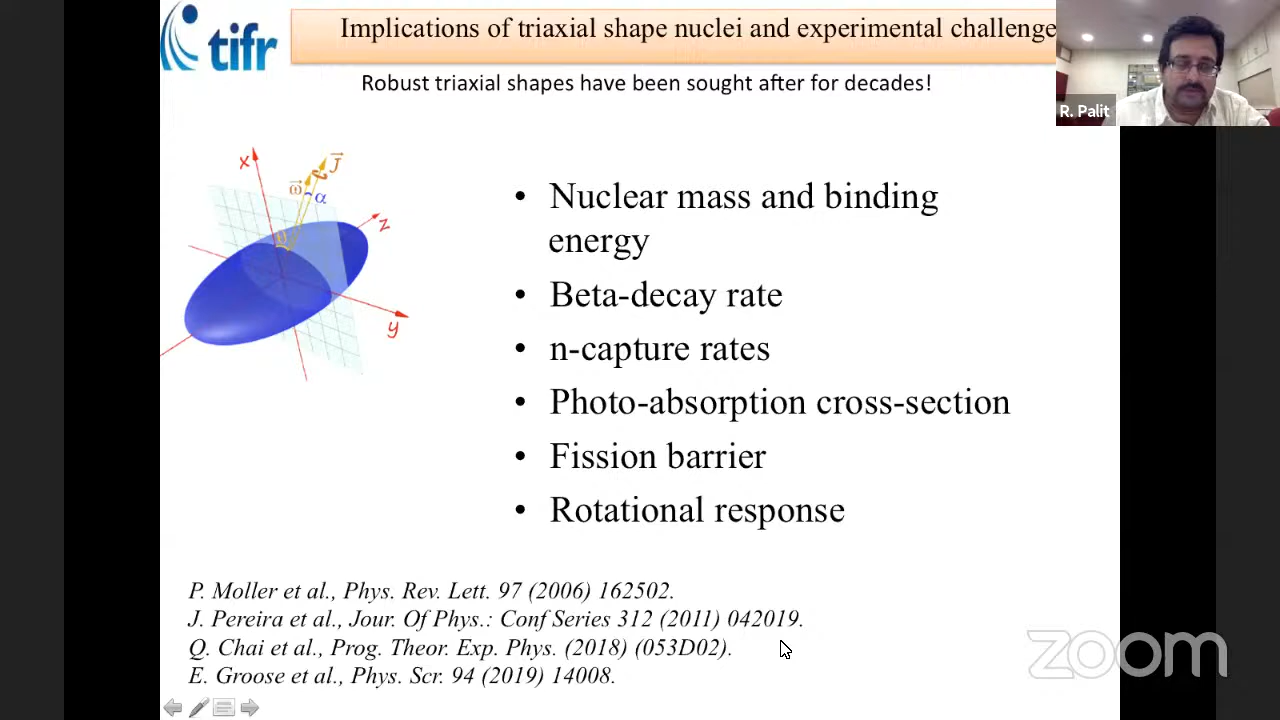 tifr
Implications of triaxial shape nuclei and experimental challenge
Robust triaxial shapes have been sought after for decades!
R. Palit
x
ω J
α
z
y
• Nuclear mass and binding
energy
• Beta-decay rate
• n-capture rates
• Photo-absorption cross-section
• Fission barrier
• Rotational response
P. Moller et al., Phys. Rev. Lett. 97 (2006) 162502.
J. Pereira et al., Jour. Of Phys.: Conf Series 312 (2011) 042019.
Q. Chai et al., Prog. Theor. Exp. Phys. (2018) (053D02).
E. Groose et al., Phys. Scr. 94 (2019) 14008.
zoom